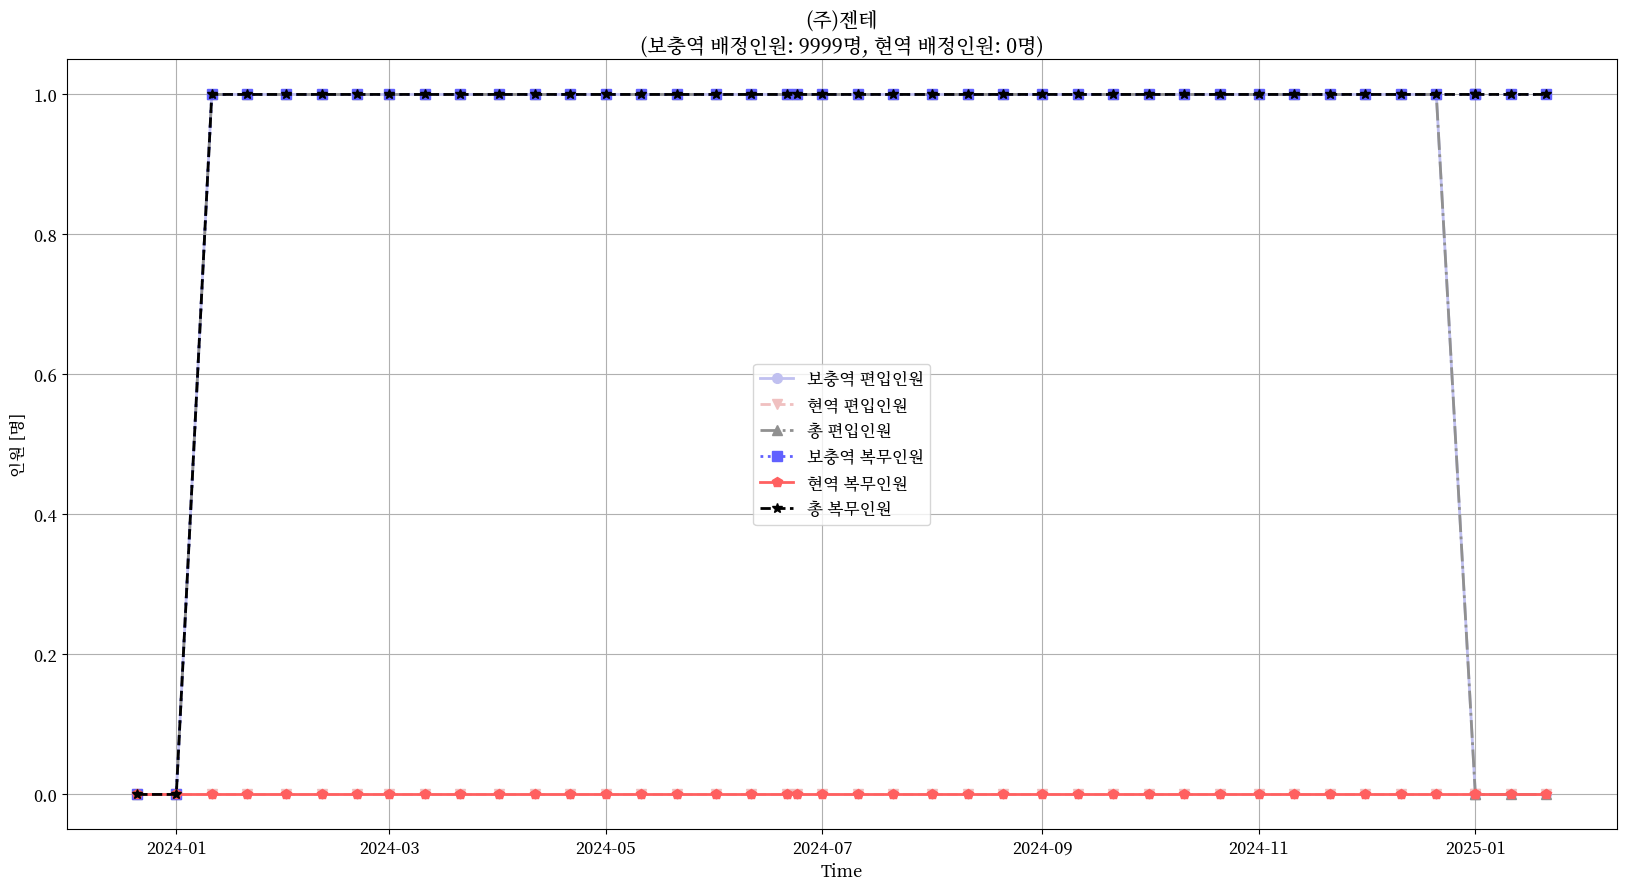 (주)젠테
(보충역 배정인원: 9999명, 현역 배정인원: 0명)
인원 [명]
1.0
0.8
0.6
0.4
0.2
0.0
보충역 편입인원
현역 편입인원
총 편입인원
보충역 복무인원
현역 복무인원
총 복무인원
2024-01
2024-03
2024-05
2024-07
2024-09
2024-11
2025-01
Time